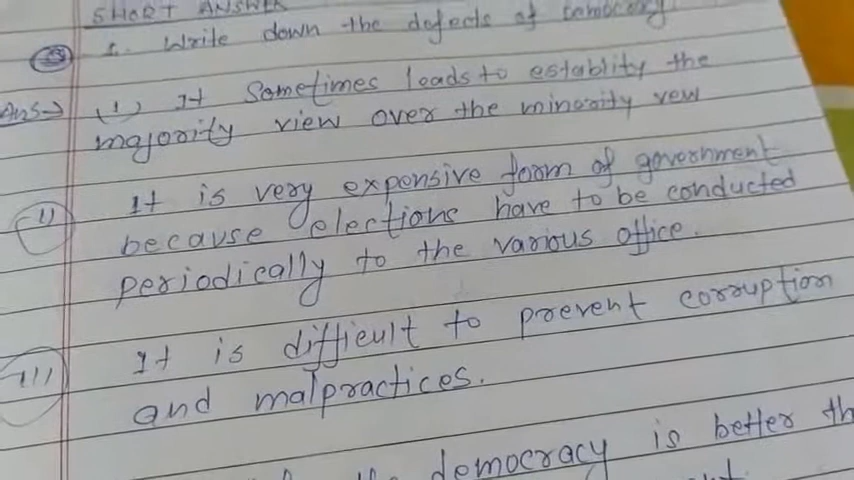 SHORT ANSWER
1. Write down the defects of democracy
Ans→ (i) It Sometimes leads to establity the
majority view over the minority vew
ii) It is very expensive form of government
because elections have to be conducted
periodically to the various office.
iii) It is difficult to prevent corruption
and malpractices.
democracy is better th